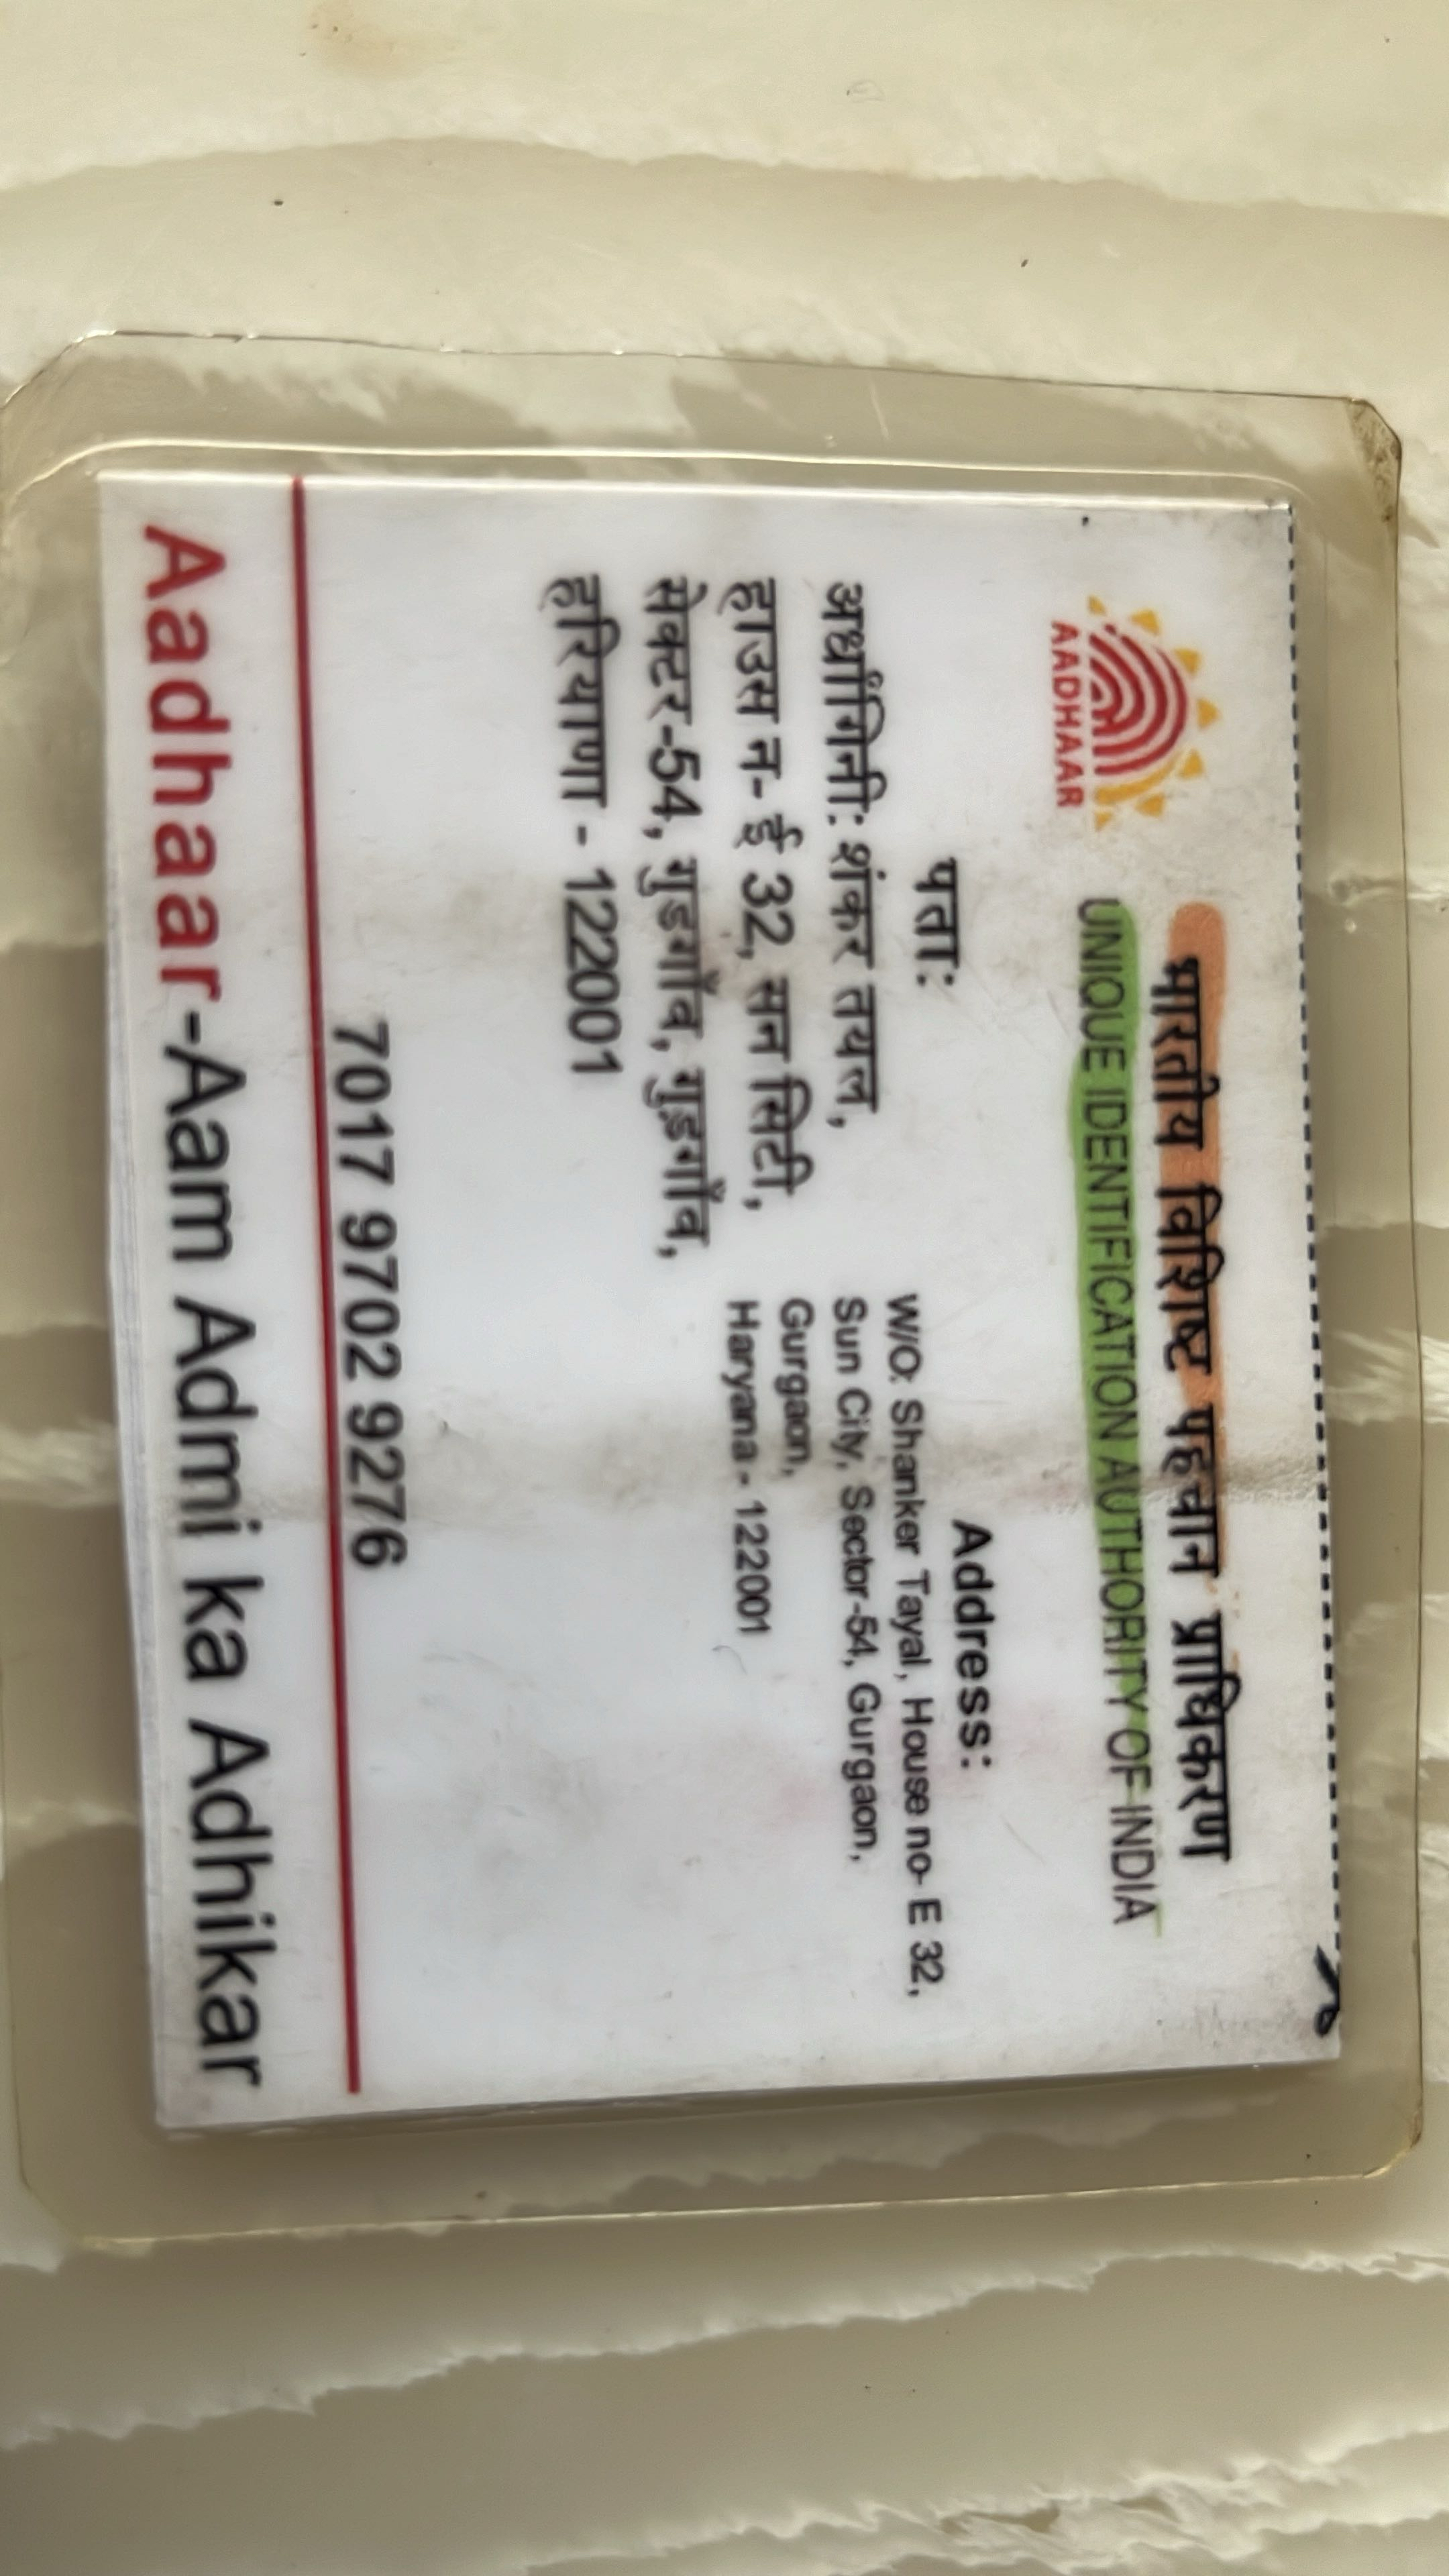 भारतीय विशिष्ट पहचान प्राधिकरण
UNIQUE IDENTIFICATION AUTHORITY OF INDIA
AADHAAR
पता:
अर्धांगिनी: शंकर तयल,
हाउस न- ई 32, सन सिटी,
सेक्टर-54, गुडगाँव, गुड़गाँव,
हरियाणा - 122001
Address:
W/O: Shanker Tayal, House no- E 32,
Sun City, Sector-54, Gurgaon,
Gurgaon,
Haryana - 122001
7017 9702 9276
Aadhaar-Aam Admi ka Adhikar